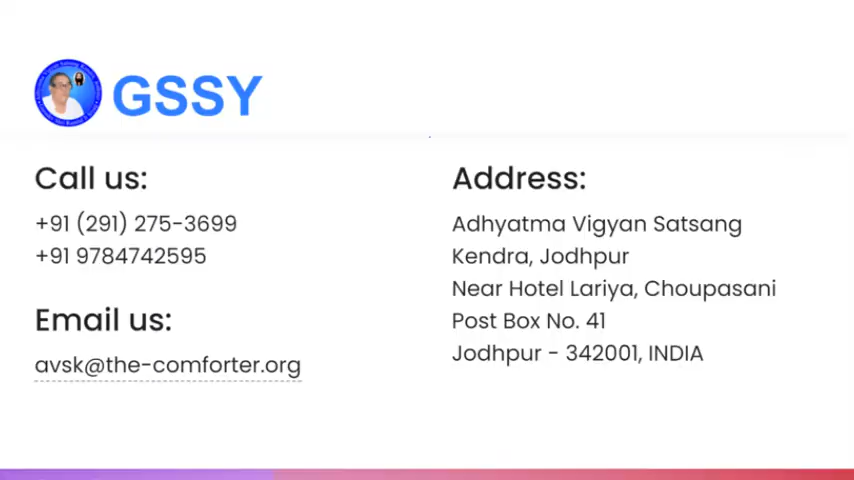 GSSY
Call us:
+91 (291) 275-3699
+91 9784742595
Email us:
avsk@the-comforter.org
Address:
Adhyatma Vigyan Satsang
Kendra, Jodhpur
Near Hotel Lariya, Choupasani
Post Box No. 41
Jodhpur - 342001, INDIA